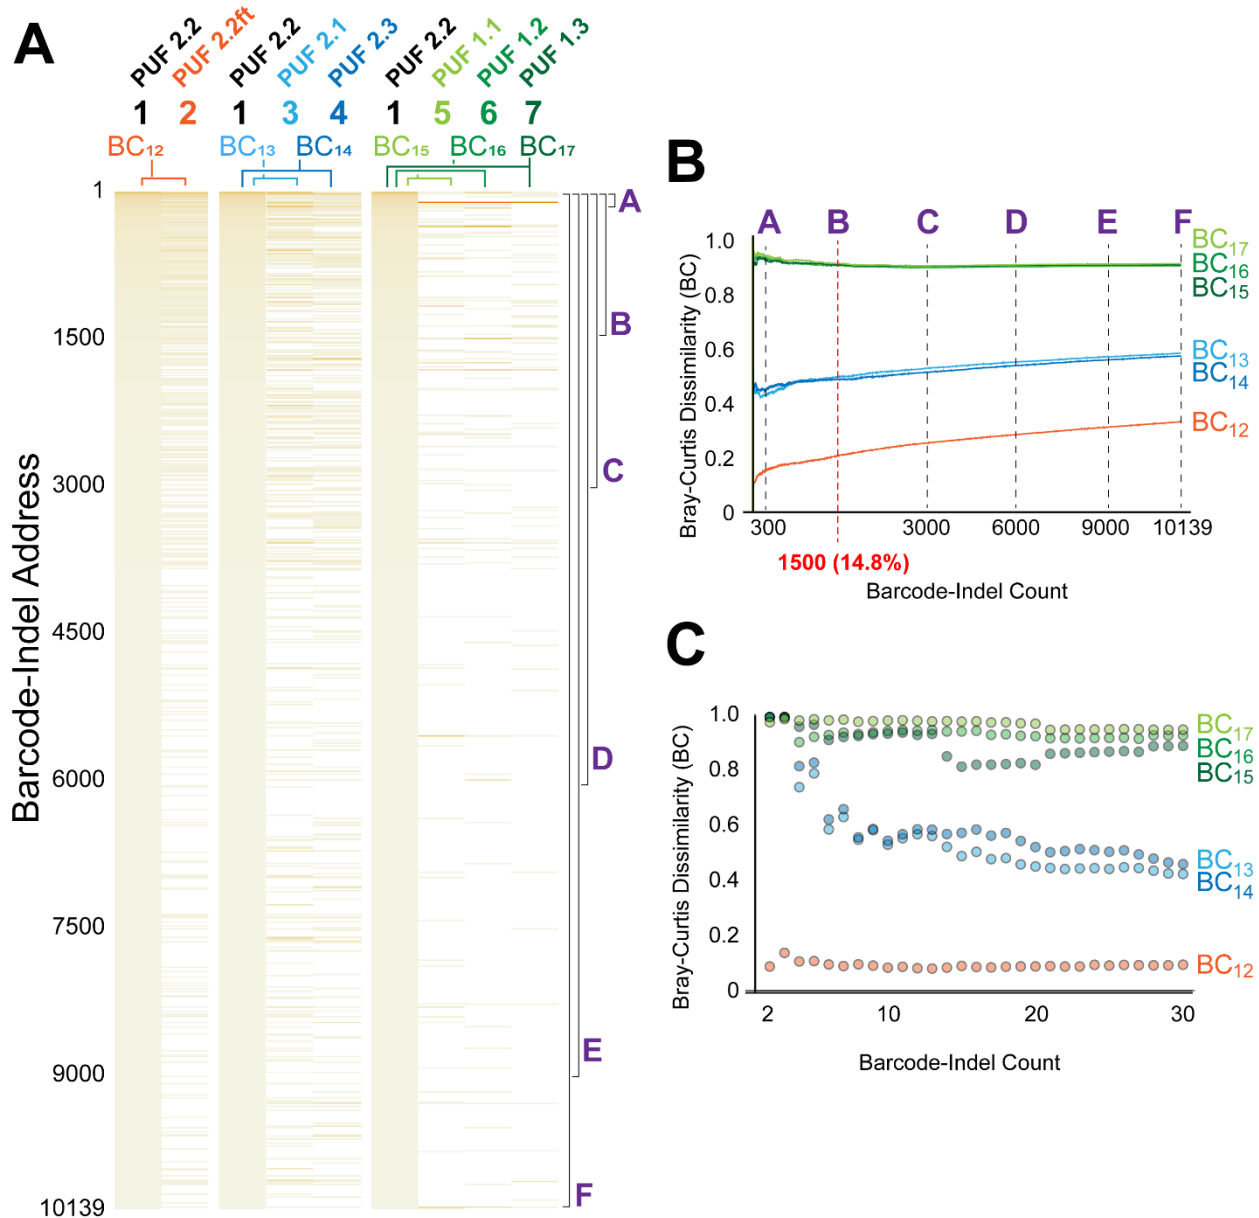 A
PUF 2.2 PUF 2.2ft PUF 2.2 PUF 2.1 PUF 2.3 PUF 2.2 PUF 1.1 PUF 1.2 PUF 1.3
1 2 1 3 4 1 5 6 7
BC₁₂ BC₁₃ BC₁₄ BC₁₅ BC₁₆ BC₁₇
Barcode-Indel Address
1
1500
3000
4500
6000
7500
9000
10139
A
B
C
D
E
F
B
A B C D E F
Bray-Curtis Dissimilarity (BC)
1.0
0.8
0.6
0.4
0.2
0
BC₁₇
BC₁₆
BC₁₅
BC₁₃
BC₁₄
BC₁₂
300 3000 6000 9000 10139
1500 (14.8%)
Barcode-Indel Count
C
Bray-Curtis Dissimilarity (BC)
1.0
0.8
0.6
0.4
0.2
0
BC₁₇
BC₁₆
BC₁₅
BC₁₃
BC₁₄
BC₁₂
2 10 20 30
Barcode-Indel Count